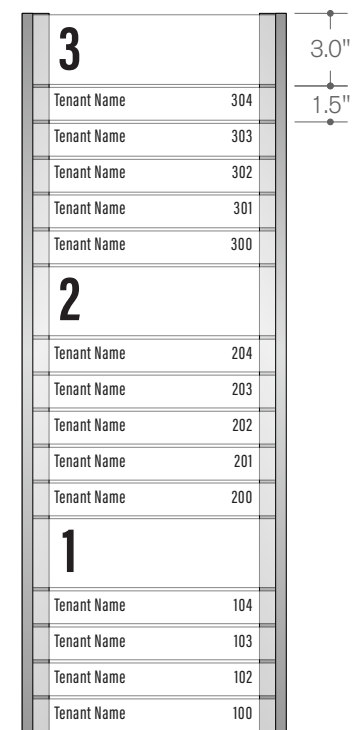 3
3.0"
Tenant Name 304
1.5"
Tenant Name 303
Tenant Name 302
Tenant Name 301
Tenant Name 300
2
Tenant Name 204
Tenant Name 203
Tenant Name 202
Tenant Name 201
Tenant Name 200
1
Tenant Name 104
Tenant Name 103
Tenant Name 102
Tenant Name 100